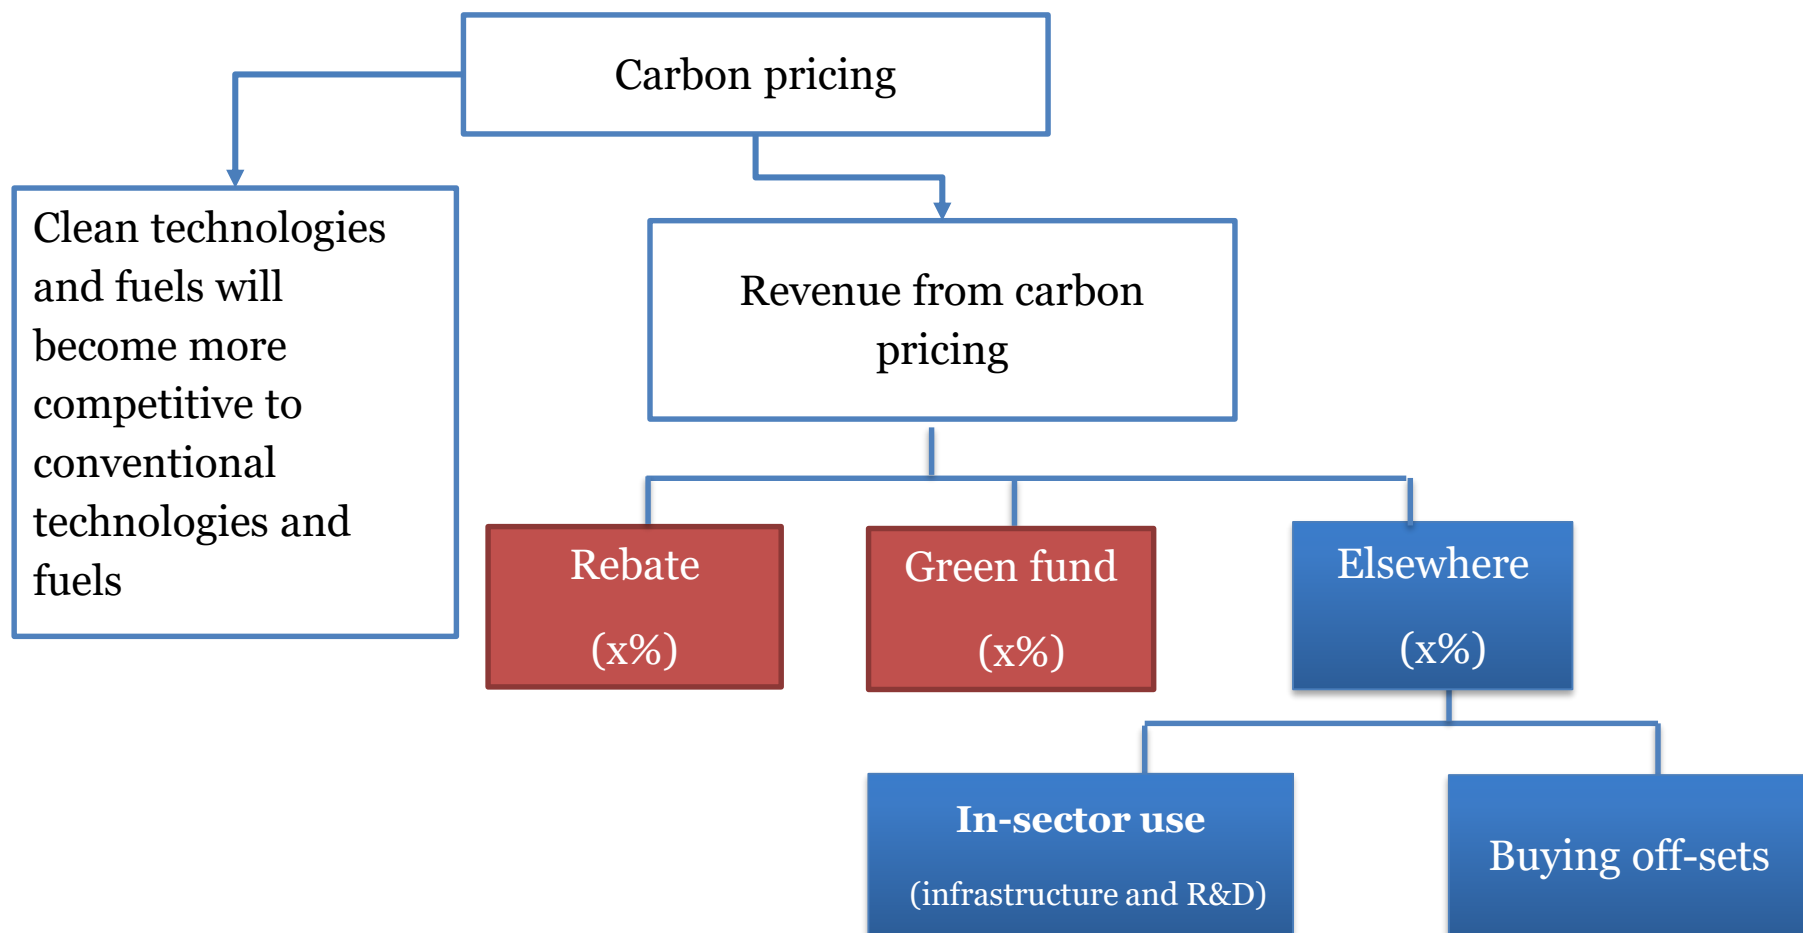 Carbon pricing
Clean technologies
and fuels will
become more
competitive to
conventional
technologies and
fuels
Revenue from carbon
pricing
Rebate
(x%)
Green fund
(x%)
Elsewhere
(x%)
In-sector use
(infrastructure and R&D)
Buying off-sets